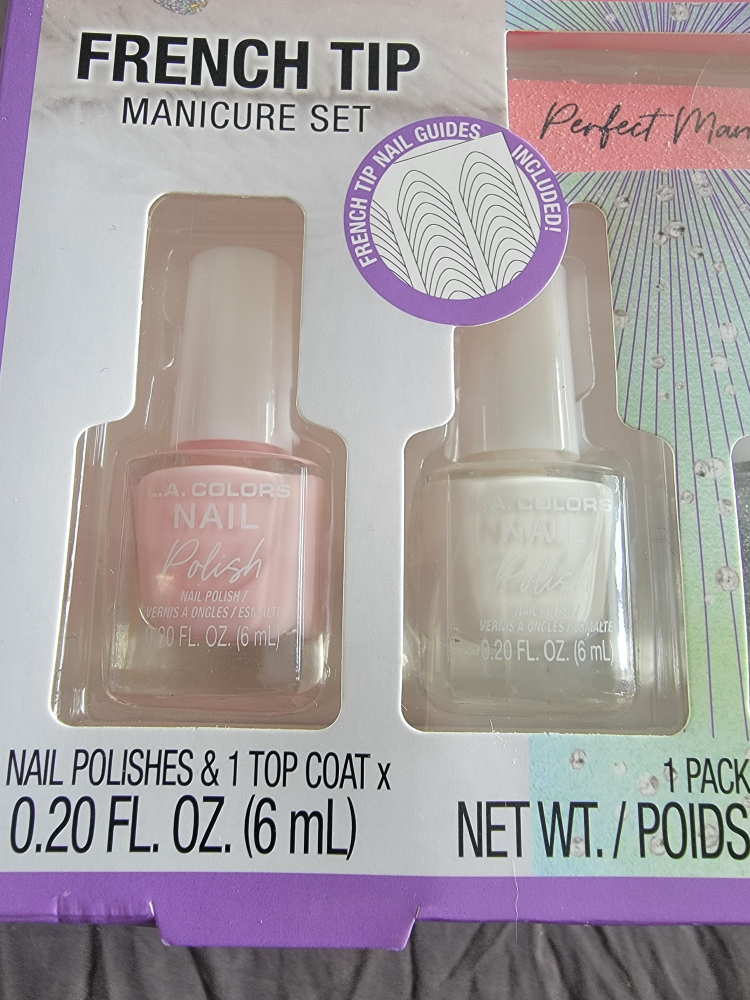 FRENCH TIP
MANICURE SET
FRENCH TIP NAIL GUIDES INCLUDED!
Perfect
L.A. COLORS
NAIL
Polish
NAIL POLISH /
VERNIS À ONGLES / ESMALTE
0.20 FL. OZ. (6 mL)
L.A. COLORS
NAIL
Polish
NAIL POLISH /
VERNIS À ONGLES / ESMALTE
0.20 FL. OZ. (6 mL)
NAIL POLISHES & 1 TOP COAT x
0.20 FL. OZ. (6 mL)
1 PACK
NET WT. / POIDS